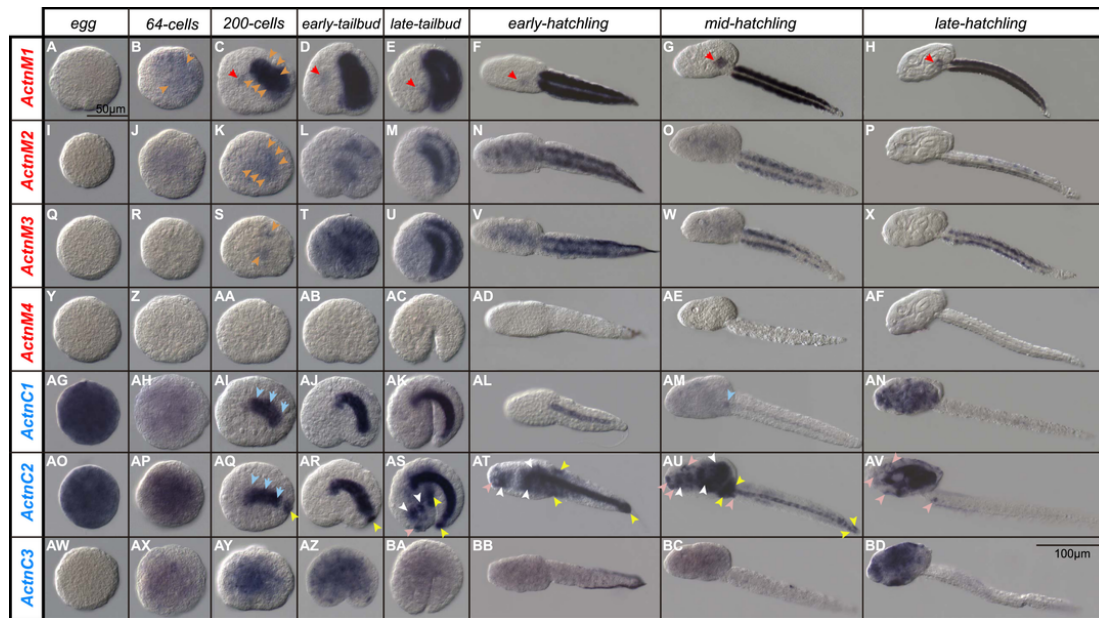 egg 64-cells 200-cells early-tailbud late-tailbud early-hatchling mid-hatchling late-hatchling
ActnM1 A B C D E F G H
50µm
ActnM2 I J K L M N O P
ActnM3 Q R S T U V W X
ActnM4 Y Z AA AB AC AD AE AF
ActnC1 AG AH AI AJ AK AL AM AN
ActnC2 AO AP AQ AR AS AT AU AV
ActnC3 AW AX AY AZ BA BB BC BD
100µm